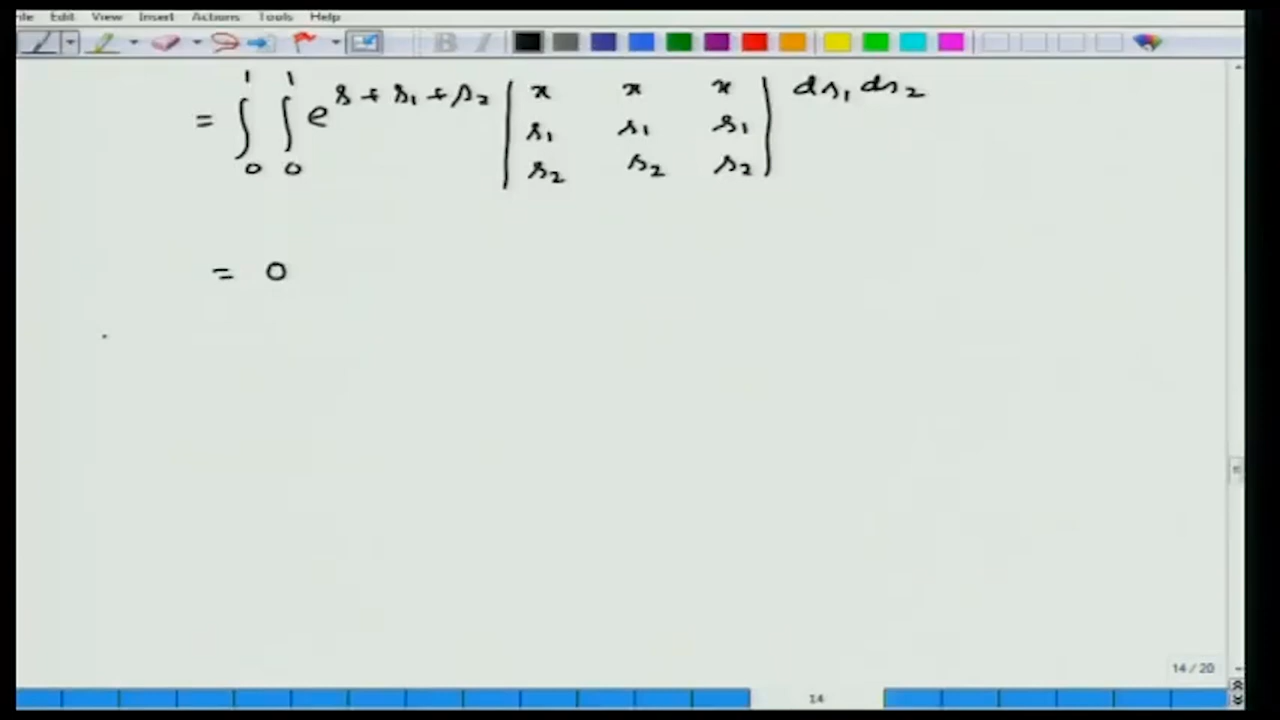 File Edit View Insert Actions Tools Help
B I
= ∫₀¹ ∫₀¹ e^{s + s₁ + s₂} | x x x | ds₁ ds₂
s₁ s₁ s₁
s₂ s₂ s₂
= 0
14 / 20
14